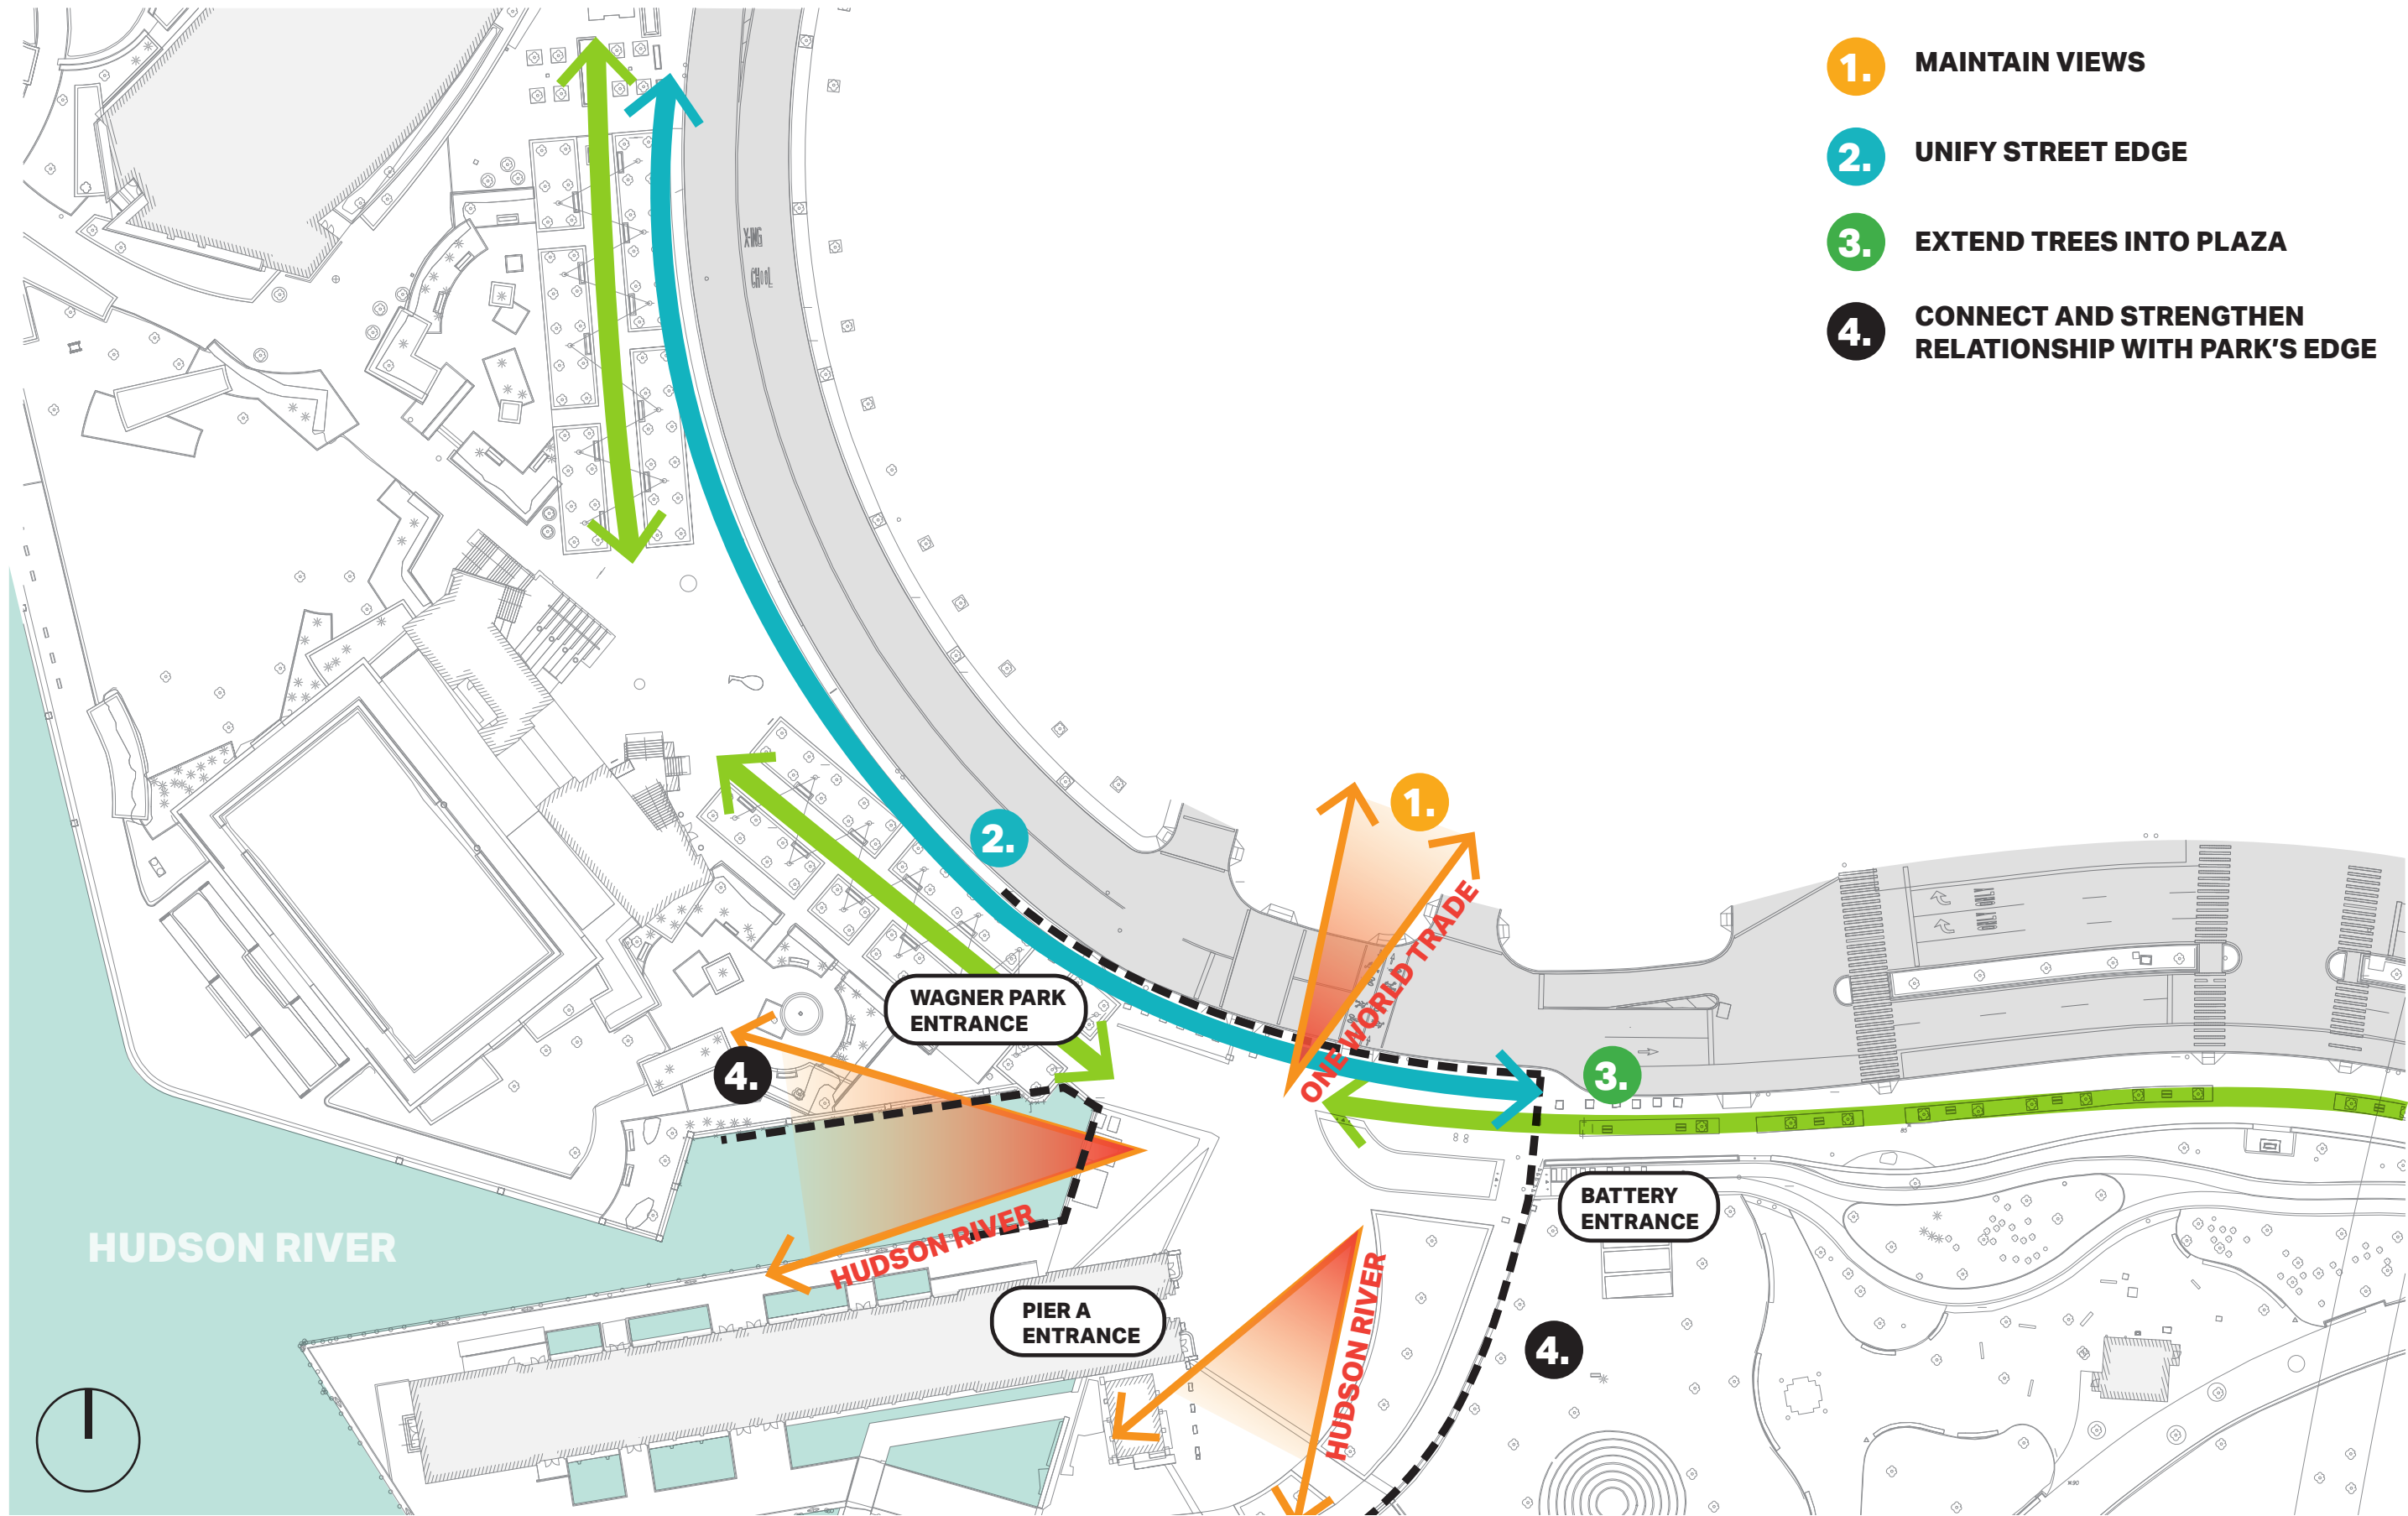 1.
MAINTAIN VIEWS
2.
UNIFY STREET EDGE
3.
EXTEND TREES INTO PLAZA
4.
CONNECT AND STRENGTHEN
RELATIONSHIP WITH PARK'S EDGE
X-ING
1.
2.
ONE WORLD TRADE
WAGNER PARK
ENTRANCE
4.
3.
BATTERY
ENTRANCE
HUDSON RIVER
HUDSON RIVER
PIER A
ENTRANCE
HUDSON RIVER
4.